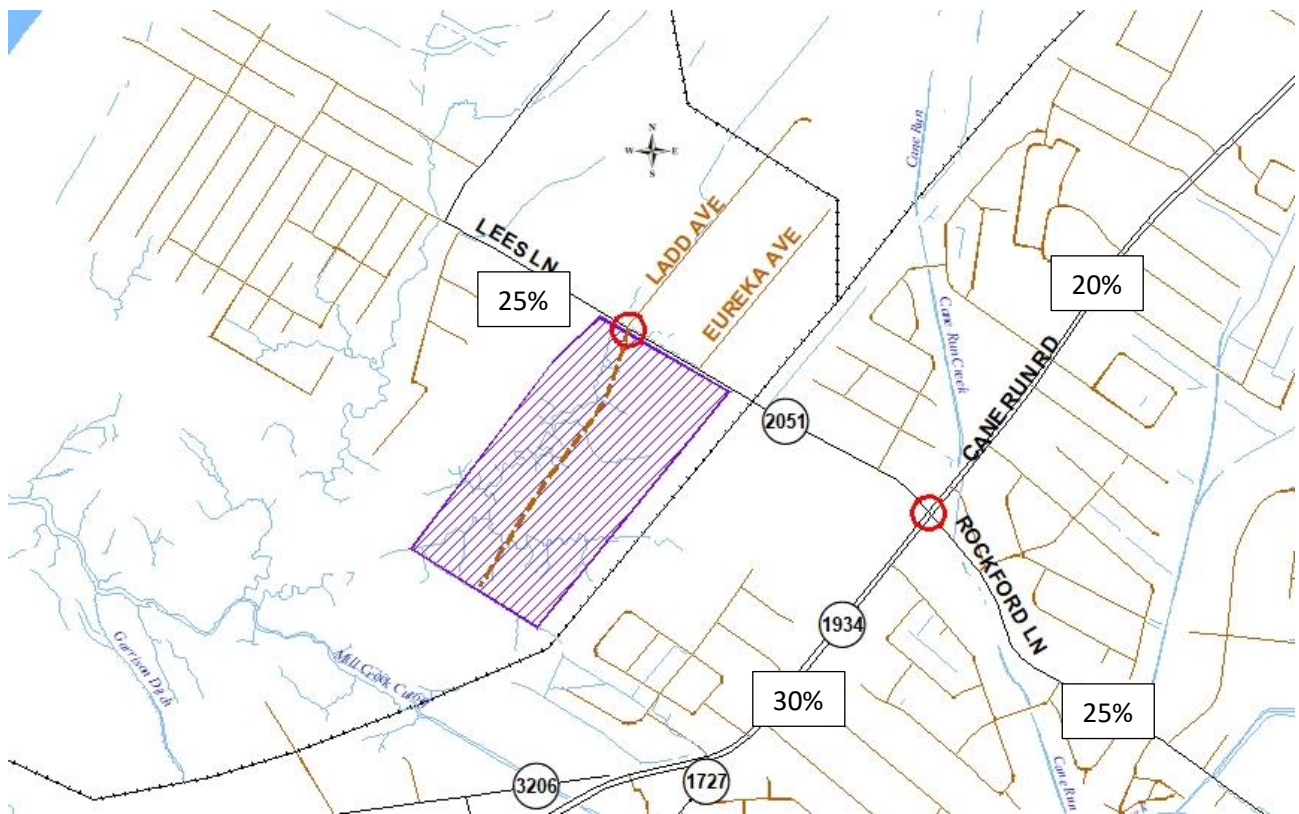 N
W E
S
Cane Run
LEES LN
LADD AVE
EUREKA AVE
25%
20%
Cane Run Creek
CANE RUN RD
2051
ROCKFORD LN
1934
Garrison Ditch
Mill Creek Cutoff
30%
25%
3206
1727
Cane Run